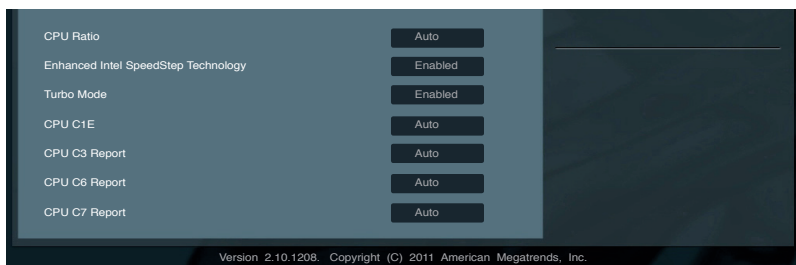 CPU Ratio Auto
Enhanced Intel SpeedStep Technology Enabled
Turbo Mode Enabled
CPU C1E Auto
CPU C3 Report Auto
CPU C6 Report Auto
CPU C7 Report Auto
Version 2.10.1208. Copyright (C) 2011 American Megatrends, Inc.